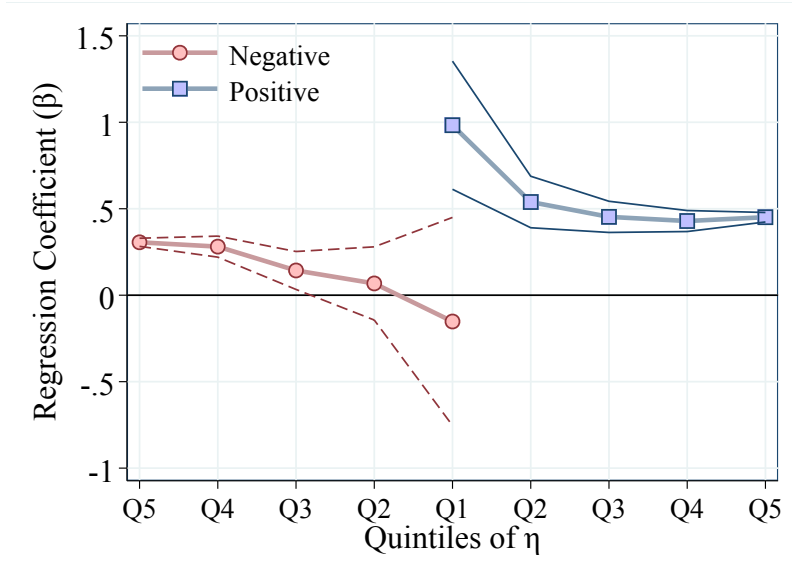 1.5
1
.5
0
-.5
-1
Regression Coefficient (β)
Negative
Positive
Q5 Q4 Q3 Q2 Q1 Q2 Q3 Q4 Q5
Quintiles of η